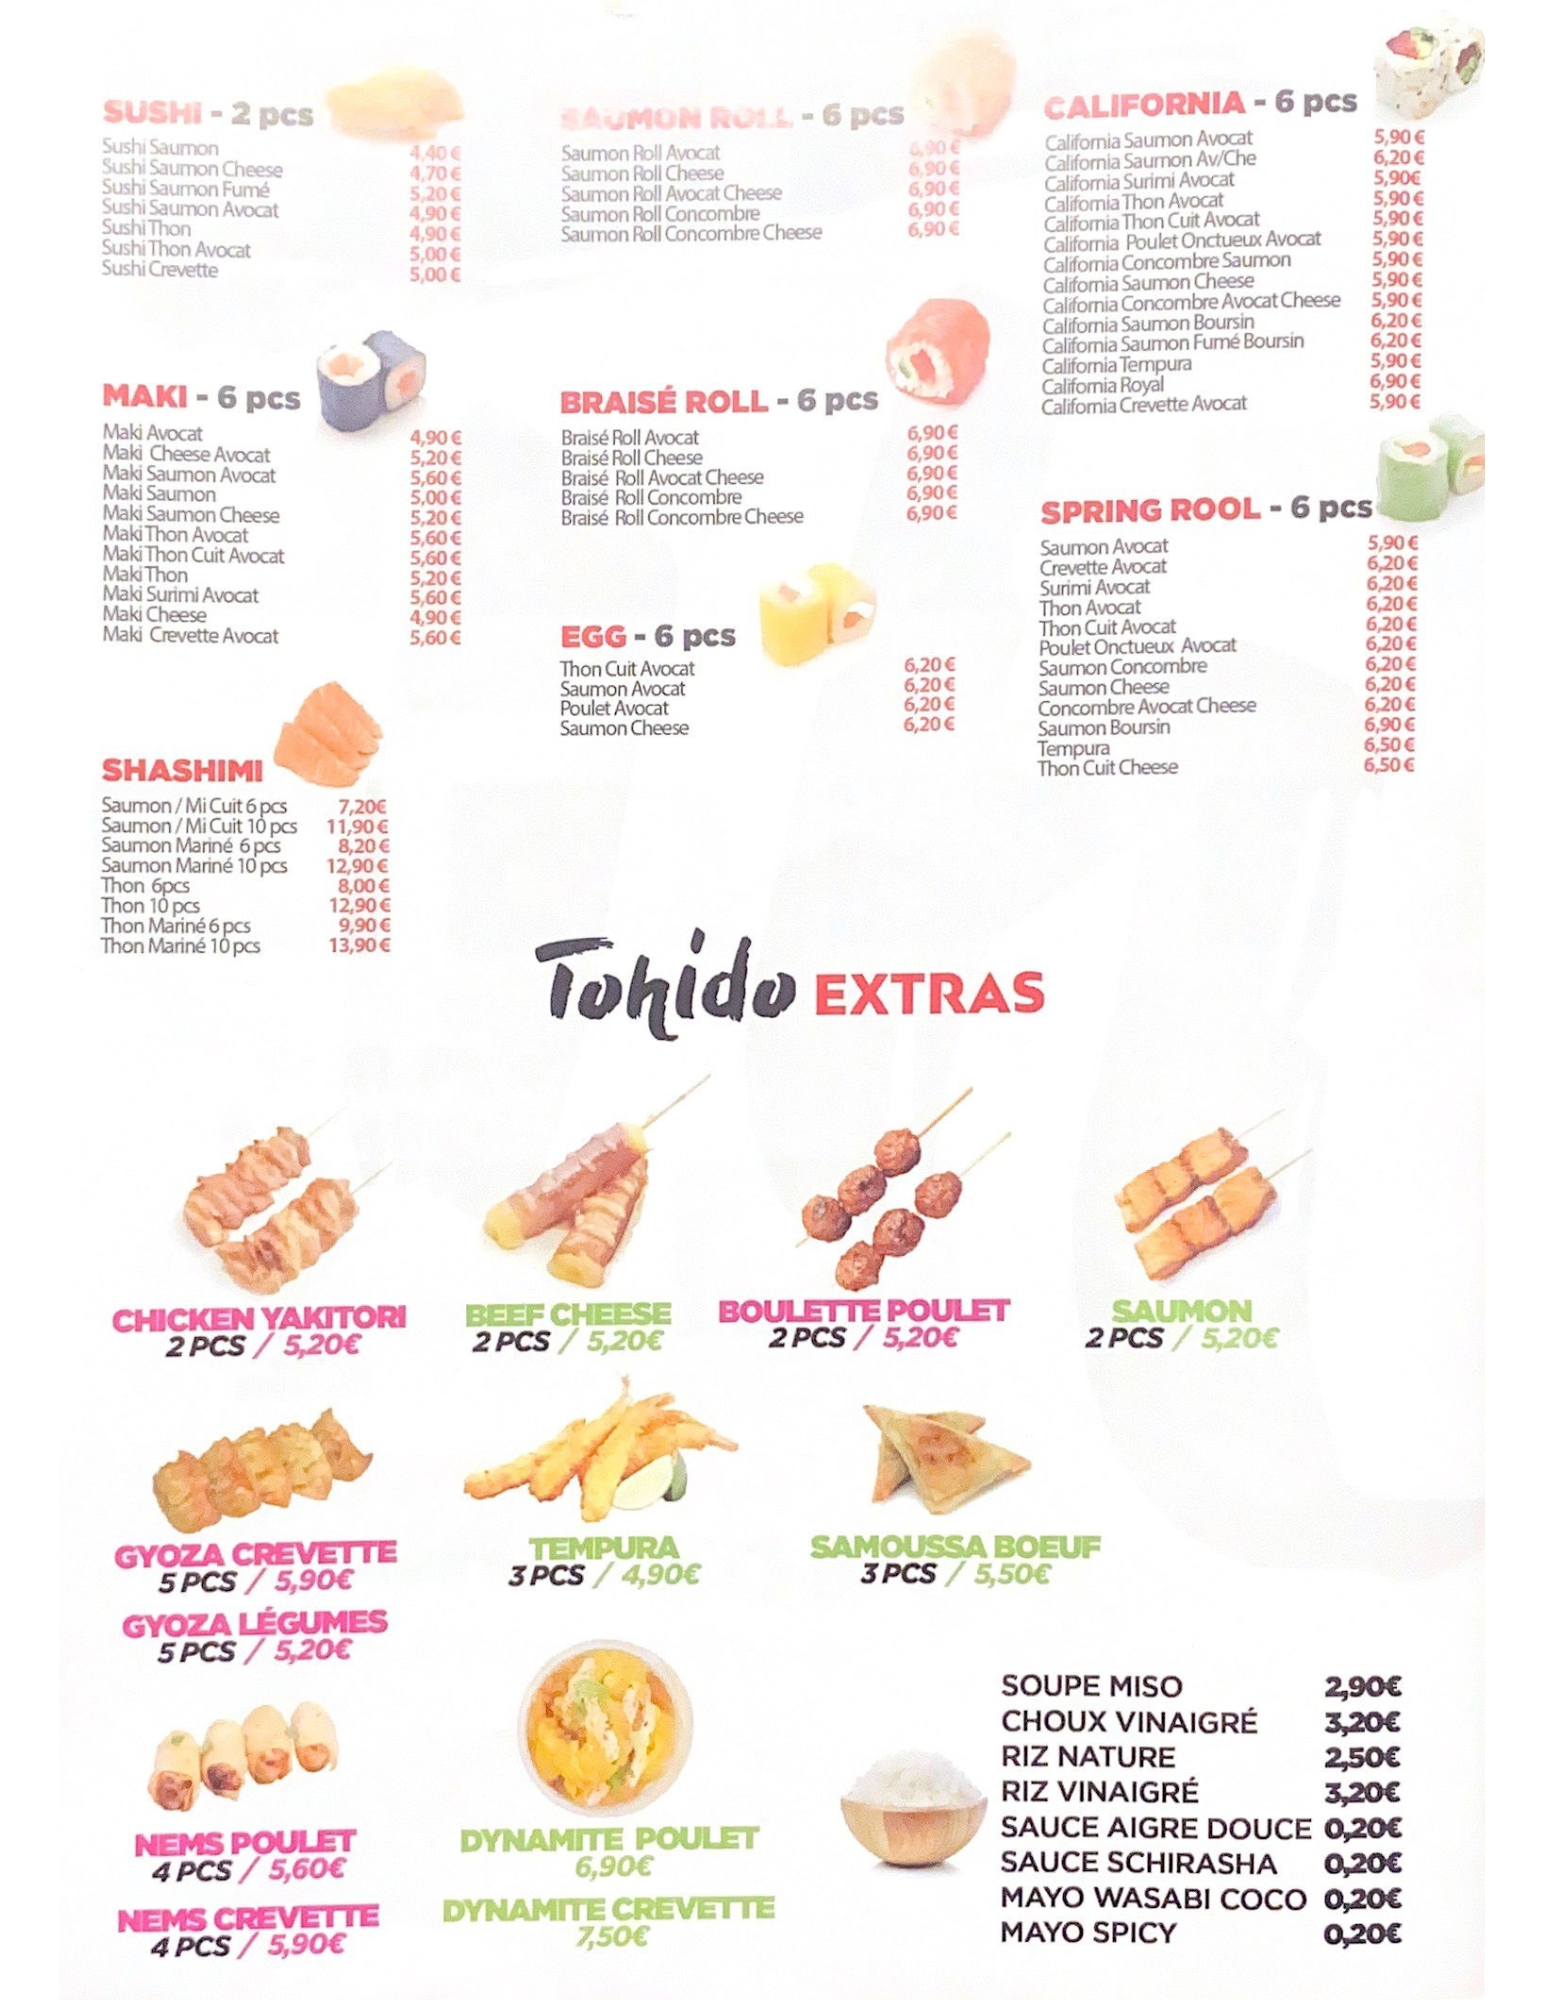 SUSHI - 2 pcs
Sushi Saumon 4,40 €
Sushi Saumon Cheese 4,70 €
Sushi Saumon Fumé 5,20 €
Sushi Saumon Avocat 4,90 €
Sushi Thon 4,90 €
Sushi Thon Avocat 5,00 €
Sushi Crevette 5,00 €
MAKI - 6 pcs
Maki Avocat 4,90 €
Maki Cheese Avocat 5,20 €
Maki Saumon Avocat 5,60 €
Maki Saumon 5,00 €
Maki Saumon Cheese 5,20 €
Maki Thon Avocat 5,60 €
Maki Thon Cuit Avocat 5,60 €
Maki Thon 5,20 €
Maki Surimi Avocat 5,60 €
Maki Cheese 4,90 €
Maki Crevette Avocat 5,60 €
SHASHIMI
Saumon / Mi Cuit 6 pcs 7,20€
Saumon / Mi Cuit 10 pcs 11,90 €
Saumon Mariné 6 pcs 8,20 €
Saumon Mariné 10 pcs 12,90 €
Thon 6pcs 8,00 €
Thon 10 pcs 12,90 €
Thon Mariné 6 pcs 9,90 €
Thon Mariné 10 pcs 13,90 €
SAUMON ROLL - 6 pcs
Saumon Roll Avocat 6,90 €
Saumon Roll Cheese 6,90 €
Saumon Roll Avocat Cheese 6,90 €
Saumon Roll Concombre 6,90 €
Saumon Roll Concombre Cheese 6,90 €
BRAISÉ ROLL - 6 pcs
Braisé Roll Avocat 6,90 €
Braisé Roll Cheese 6,90 €
Braisé Roll Avocat Cheese 6,90 €
Braisé Roll Concombre 6,90 €
Braisé Roll Concombre Cheese 6,90 €
EGG - 6 pcs
Thon Cuit Avocat 6,20 €
Saumon Avocat 6,20 €
Poulet Avocat 6,20 €
Saumon Cheese 6,20 €
CALIFORNIA - 6 pcs
California Saumon Avocat 5,90 €
California Saumon Av/Che 6,20 €
California Surimi Avocat 5,90€
California Thon Avocat 5,90 €
California Thon Cuit Avocat 5,90 €
California Poulet Onctueux Avocat 5,90 €
California Concombre Saumon 5,90 €
California Saumon Cheese 5,90 €
California Concombre Avocat Cheese 5,90 €
California Saumon Boursin 6,20 €
California Saumon Fumé Boursin 6,20 €
California Tempura 5,90 €
California Royal 6,90 €
California Crevette Avocat 5,90 €
SPRING ROOL - 6 pcs
Saumon Avocat 5,90 €
Crevette Avocat 6,20 €
Surimi Avocat 6,20 €
Thon Avocat 6,20 €
Thon Cuit Avocat 6,20 €
Poulet Onctueux Avocat 6,20 €
Saumon Concombre 6,20 €
Saumon Cheese 6,20 €
Concombre Avocat Cheese 6,20 €
Saumon Boursin 6,90 €
Tempura 6,50 €
Thon Cuit Cheese 6,50 €
Tohido EXTRAS
CHICKEN YAKITORI
2 PCS / 5,20€
BEEF CHEESE
2 PCS / 5,20€
BOULETTE POULET
2 PCS / 5,20€
SAUMON
2 PCS / 5,20€
GYOZA CREVETTE
5 PCS / 5,90€
GYOZA LÉGUMES
5 PCS / 5,20€
TEMPURA
3 PCS / 4,90€
SAMOUSSA BOEUF
3 PCS / 5,50€
NEMS POULET
4 PCS / 5,60€
NEMS CREVETTE
4 PCS / 5,90€
DYNAMITE POULET
6,90€
DYNAMITE CREVETTE
7,50€
SOUPE MISO 2,90€
CHOUX VINAIGRÉ 3,20€
RIZ NATURE 2,50€
RIZ VINAIGRÉ 3,20€
SAUCE AIGRE DOUCE 0,20€
SAUCE SCHIRASHA 0,20€
MAYO WASABI COCO 0,20€
MAYO SPICY 0,20€